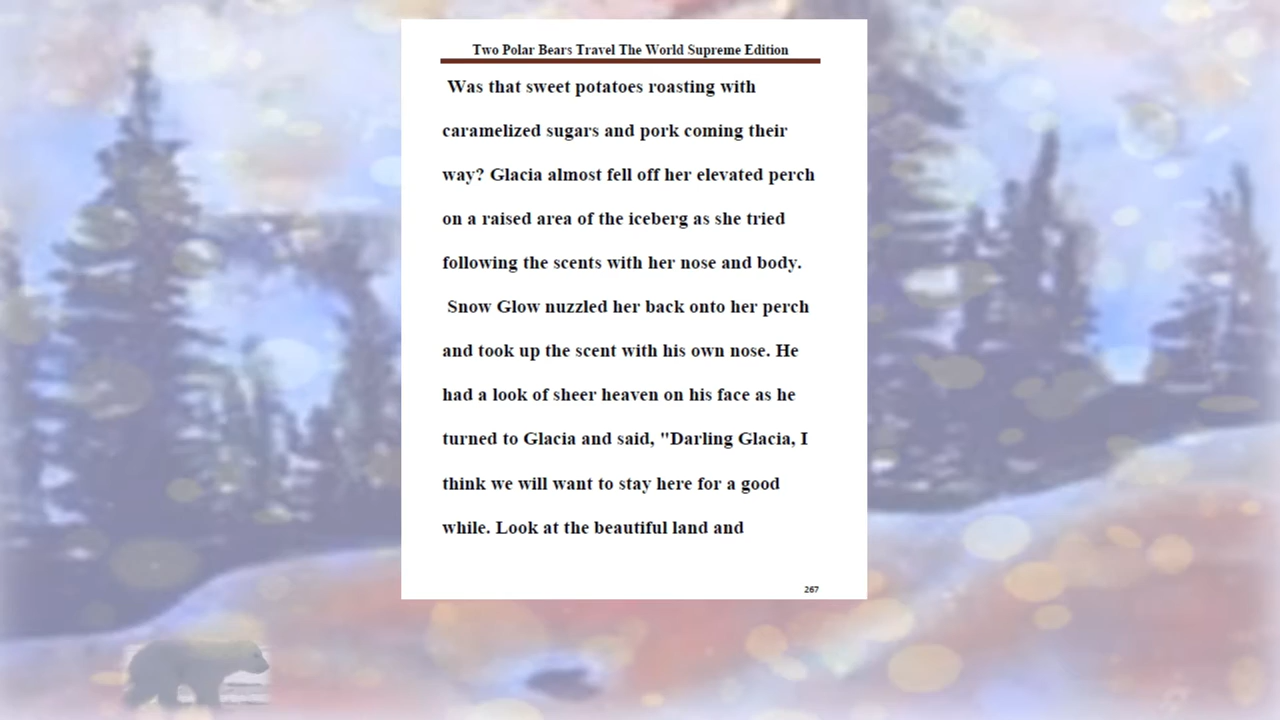 Two Polar Bears Travel The World Supreme Edition
Was that sweet potatoes roasting with
caramelized sugars and pork coming their
way? Glacia almost fell off her elevated perch
on a raised area of the iceberg as she tried
following the scents with her nose and body.
Snow Glow nuzzled her back onto her perch
and took up the scent with his own nose. He
had a look of sheer heaven on his face as he
turned to Glacia and said, "Darling Glacia, I
think we will want to stay here for a good
while. Look at the beautiful land and
267